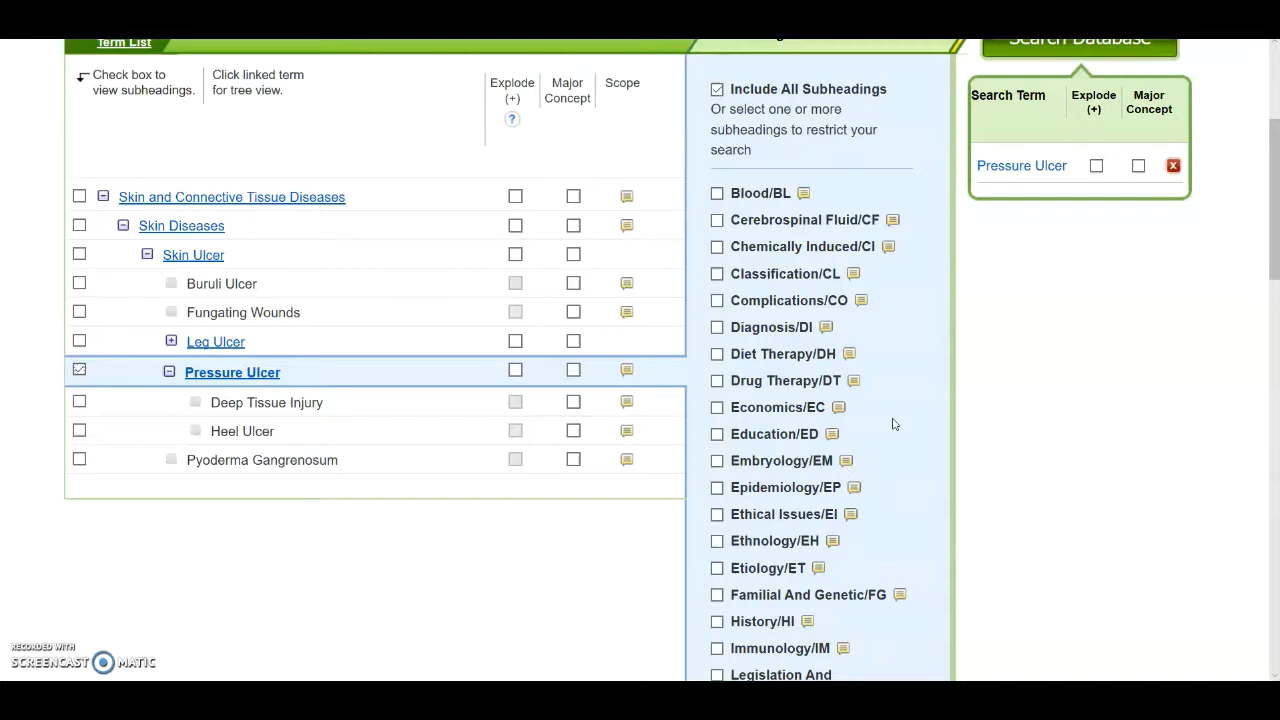 Term List
Search Database
Check box to
view subheadings.
Click linked term
for tree view.
Explode
(+)
?
Major
Concept
Scope
Skin and Connective Tissue Diseases
Skin Diseases
Skin Ulcer
Buruli Ulcer
Fungating Wounds
Leg Ulcer
Pressure Ulcer
Deep Tissue Injury
Heel Ulcer
Pyoderma Gangrenosum
Include All Subheadings
Or select one or more
subheadings to restrict your
search
Blood/BL
Cerebrospinal Fluid/CF
Chemically Induced/CI
Classification/CL
Complications/CO
Diagnosis/DI
Diet Therapy/DH
Drug Therapy/DT
Economics/EC
Education/ED
Embryology/EM
Epidemiology/EP
Ethical Issues/EI
Ethnology/EH
Etiology/ET
Familial And Genetic/FG
History/HI
Immunology/IM
Legislation And
Search Term
Explode
(+)
Major
Concept
Pressure Ulcer
RECORDED WITH
SCREENCAST MATIC